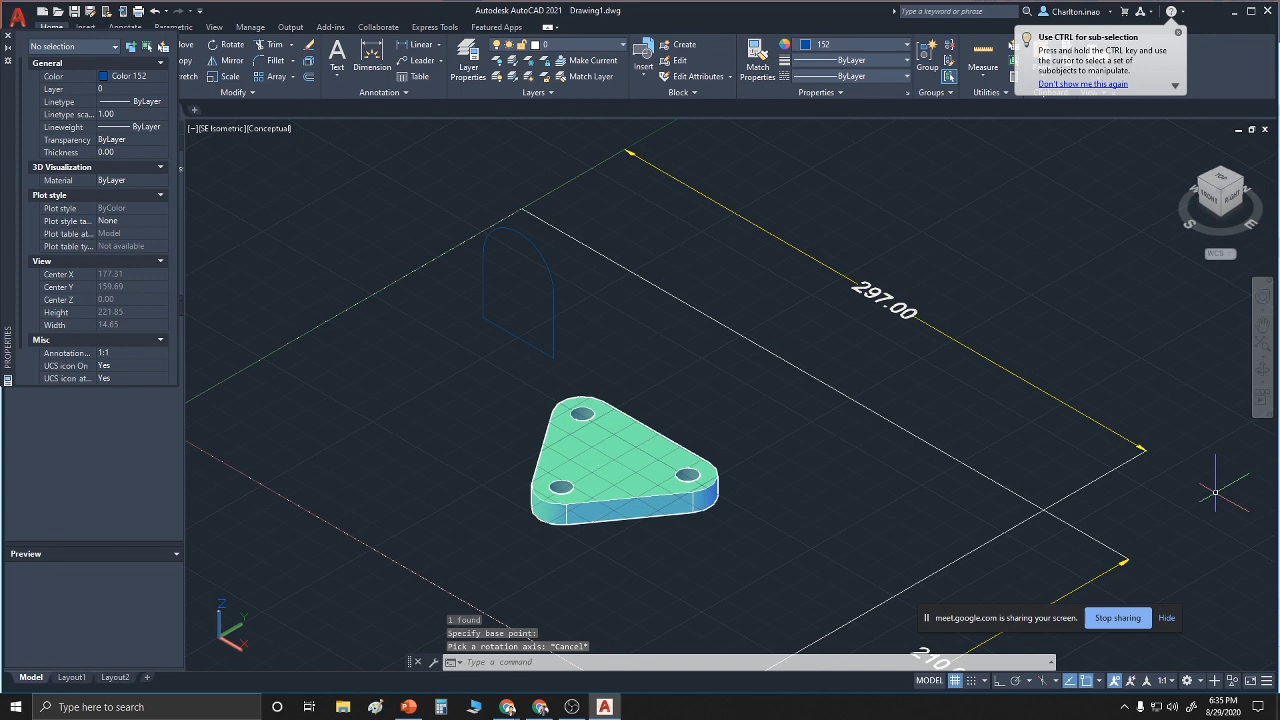 Autodesk AutoCAD 2021 Drawing1.dwg
Type a keyword or phrase
Charlton.inao
Home Insert Annotate Parametric
Add-ins Collaborate Express Tools Featured Apps
Use CTRL for sub-selection
Press and hold the CTRL key and use
the cursor to select a set of
subobjects to manipulate.
Don't show me this again
No selection
Rotate Trim
Mirror Fillet
Scale Array
Modify
Text
Dimension
Linear
Leader
Table
Annotation
Layer
Properties
0
Make Current
Match Layer
Layers
Insert
Create
Edit
Edit Attributes
Block
Match
Properties
152
ByLayer
ByLayer
Properties
Group
Groups
Measure
Utilities
General
Color Color 152
Layer 0
Linetype ByLayer
Linetype sca... 1.00
Lineweight ByLayer
Transparency ByLayer
Thickness 0.00
3D Visualization
Material ByLayer
Plot style
Plot style ByColor
Plot style ta... None
Plot table at... Model
Plot table ty... Not available
View
Center X 177.31
Center Y 159.69
Center Z 0.00
Height 221.85
Width 14.65
Misc
Annotation... 1:1
UCS icon On Yes
UCS icon at... Yes
PROPERTIES
Preview
[−][SE Isometric][Conceptual]
TOP
FRONT
RIGHT
S
E
WCS
297.00
210.0
Z
Y
X
1 found
Specify base point:
Pick a rotation axis: *Cancel*
Type a command
meet.google.com is sharing your screen.
Stop sharing
Hide
Model Layout1 Layout2 +
MODEL
1:1
Type here to search
6:35 PM
8/29/2020